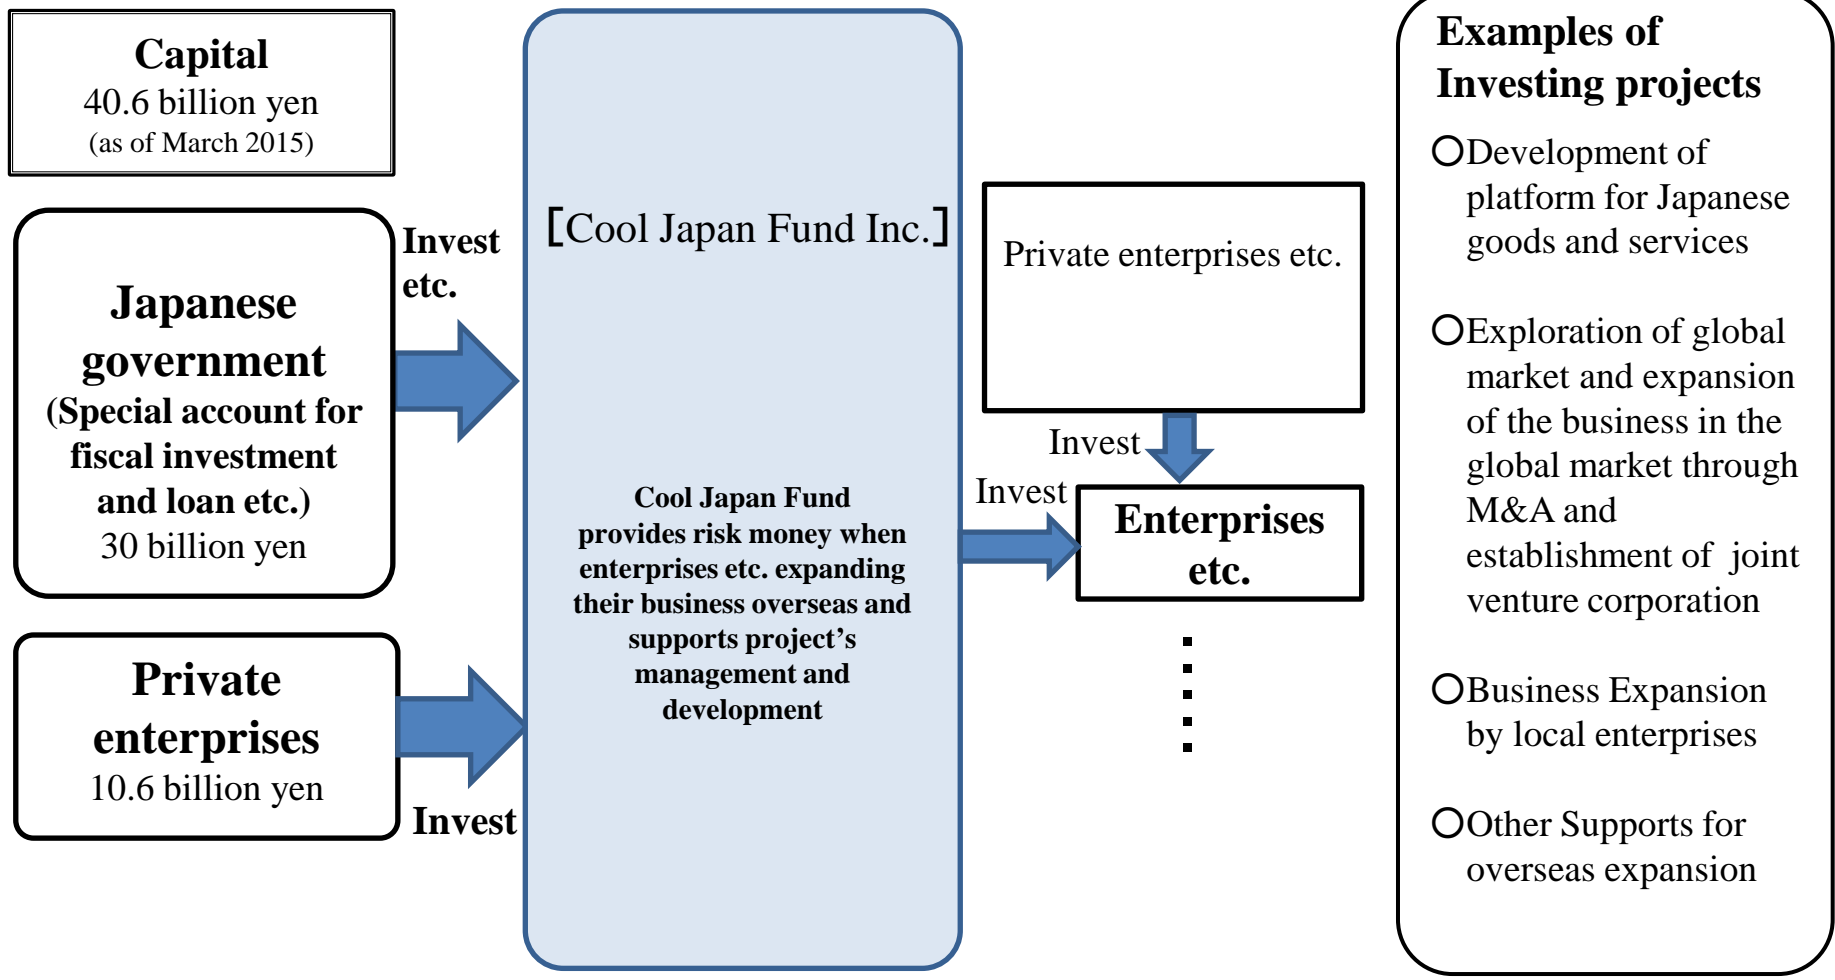 Capital
40.6 billion yen
(as of March 2015)
Japanese
government
(Special account for
fiscal investment
and loan etc.)
30 billion yen
Invest
etc.
Private
enterprises
10.6 billion yen
Invest
[Cool Japan Fund Inc.]
Cool Japan Fund
provides risk money when
enterprises etc. expanding
their business overseas and
supports project’s
management and
development
Private enterprises etc.
Invest
Invest
Enterprises
etc.
Examples of
Investing projects
○Development of
platform for Japanese
goods and services
○Exploration of global
market and expansion
of the business in the
global market through
M&A and
establishment of joint
venture corporation
○Business Expansion
by local enterprises
○Other Supports for
overseas expansion